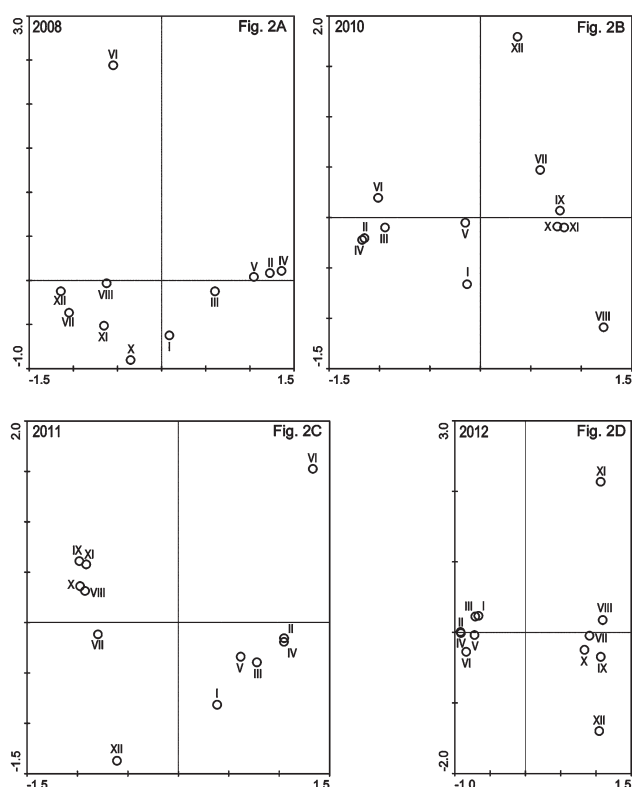 3.0
2008 Fig. 2A
VI
V II IV
XII VIII III
VII XI X I
-1.0
-1.5 1.5
2.0
2010 Fig. 2B
XII
VII
VI IX
II IV III V X XI
I
VIII
-1.5
-1.5 1.5
2.0
2011 Fig. 2C
VI
IX XI
X VIII
VII II
V III IV
I
XII
-1.5
-1.5 1.5
3.0
2012 Fig. 2D
XI
III I VIII
II IV V VII
VI X IX
XII
-2.0
-1.0 1.5